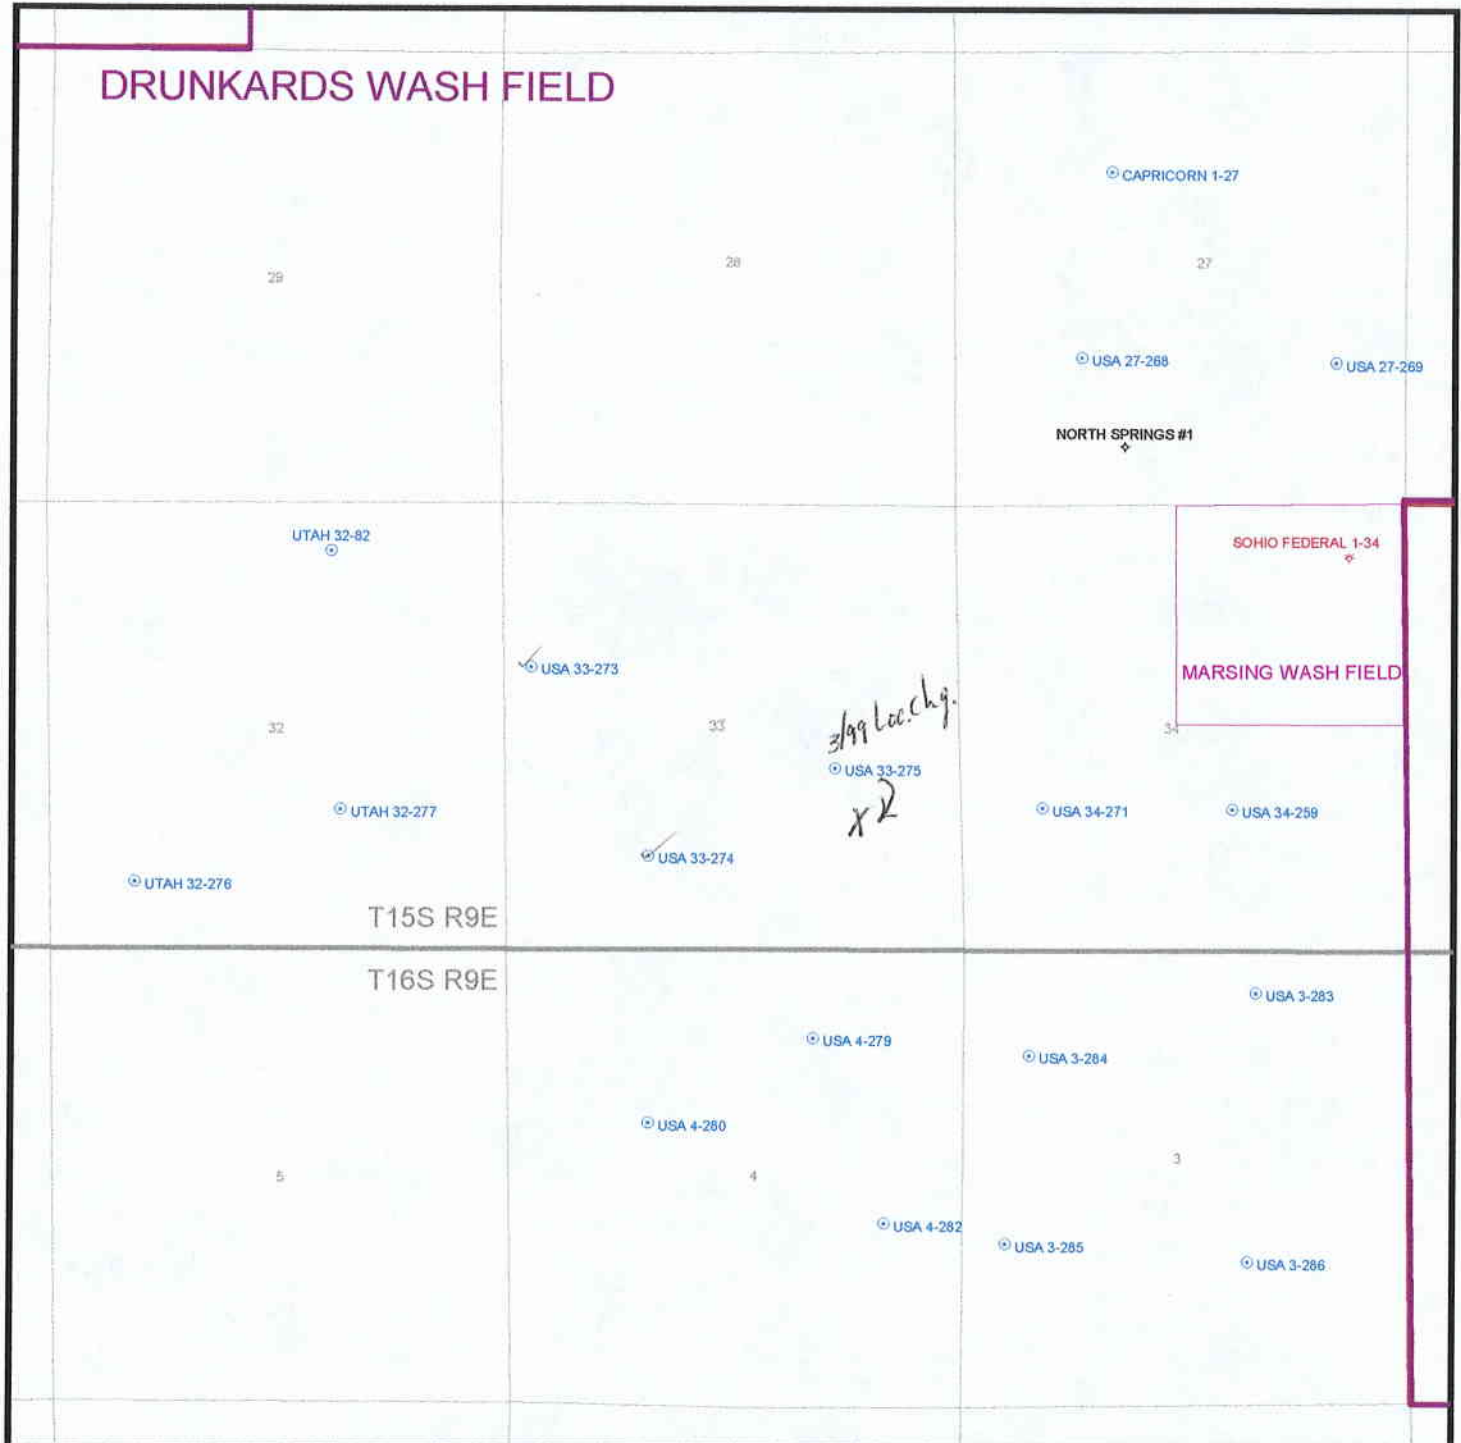 DRUNKARDS WASH FIELD
CAPRICORN 1-27
29
28
27
USA 27-268
USA 27-269
NORTH SPRINGS #1
UTAH 32-82
SOHIO FEDERAL 1-34
USA 33-273
MARSING WASH FIELD
3/99 Loc. Chg.
32
33
34
USA 33-275
X
UTAH 32-277
USA 34-271
USA 34-259
USA 33-274
UTAH 32-276
T15S R9E
T16S R9E
USA 3-283
USA 4-279
USA 3-284
USA 4-280
5
4
3
USA 4-282
USA 3-285
USA 3-286